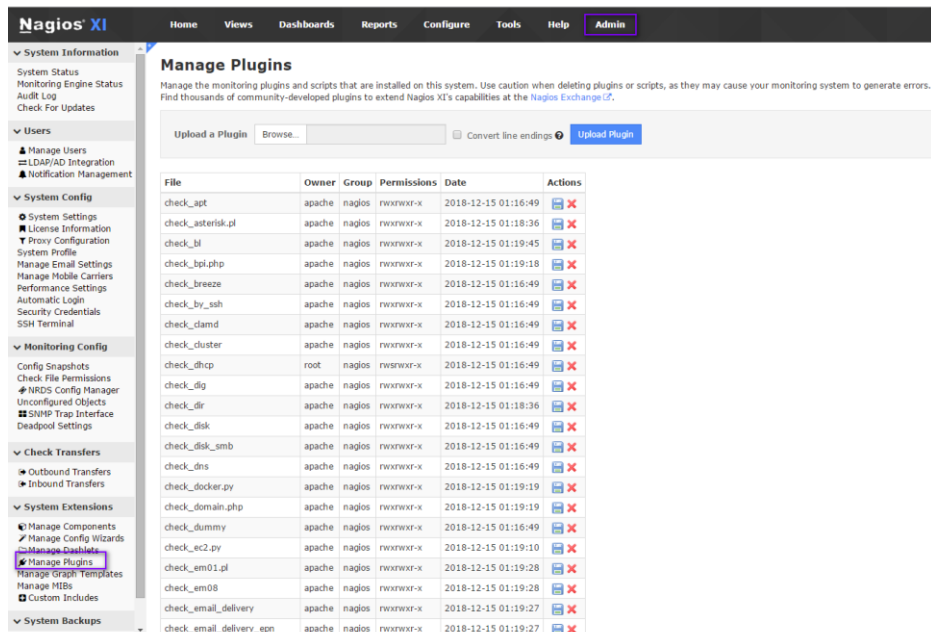 Nagios XI
Home Views Dashboards Reports Configure Tools Help Admin
System Information
System Status
Monitoring Engine Status
Audit Log
Check For Updates
Users
Manage Users
LDAP/AD Integration
Notification Management
System Config
System Settings
License Information
Proxy Configuration
System Profile
Manage Email Settings
Manage Mobile Carriers
Performance Settings
Automatic Login
Security Credentials
SSH Terminal
Monitoring Config
Config Snapshots
Check File Permissions
NRDS Config Manager
Unconfigured Objects
SNMP Trap Interface
Deadpool Settings
Check Transfers
Outbound Transfers
Inbound Transfers
System Extensions
Manage Components
Manage Config Wizards
Manage Dashlets
Manage Plugins
Manage Graph Templates
Manage MIBs
Custom Includes
System Backups
Manage Plugins
Manage the monitoring plugins and scripts that are installed on this system. Use caution when deleting plugins or scripts, as they may cause your monitoring system to generate errors.
Find thousands of community-developed plugins to extend Nagios XI's capabilities at the Nagios Exchange.
Upload a Plugin Browse... Convert line endings Upload Plugin
File Owner Group Permissions Date Actions
check_apt apache nagios rwxrwxr-x 2018-12-15 01:16:49
check_asterisk.pl apache nagios rwxrwxr-x 2018-12-15 01:18:36
check_bl apache nagios rwxrwxr-x 2018-12-15 01:19:45
check_bpi.php apache nagios rwxrwxr-x 2018-12-15 01:19:18
check_breeze apache nagios rwxrwxr-x 2018-12-15 01:16:49
check_by_ssh apache nagios rwxrwxr-x 2018-12-15 01:16:49
check_clamd apache nagios rwxrwxr-x 2018-12-15 01:16:49
check_cluster apache nagios rwxrwxr-x 2018-12-15 01:16:49
check_dhcp root nagios rwsrwxr-x 2018-12-15 01:16:49
check_dig apache nagios rwxrwxr-x 2018-12-15 01:16:49
check_dir apache nagios rwxrwxr-x 2018-12-15 01:18:36
check_disk apache nagios rwxrwxr-x 2018-12-15 01:16:49
check_disk_smb apache nagios rwxrwxr-x 2018-12-15 01:16:49
check_dns apache nagios rwxrwxr-x 2018-12-15 01:16:49
check_docker.py apache nagios rwxrwxr-x 2018-12-15 01:19:19
check_domain.php apache nagios rwxrwxr-x 2018-12-15 01:19:19
check_dummy apache nagios rwxrwxr-x 2018-12-15 01:16:49
check_ec2.py apache nagios rwxrwxr-x 2018-12-15 01:19:10
check_em01.pl apache nagios rwxrwxr-x 2018-12-15 01:19:28
check_em08 apache nagios rwxrwxr-x 2018-12-15 01:19:28
check_email_delivery apache nagios rwxrwxr-x 2018-12-15 01:19:27
check_email_delivery_epn apache nagios rwxrwxr-x 2018-12-15 01:19:27